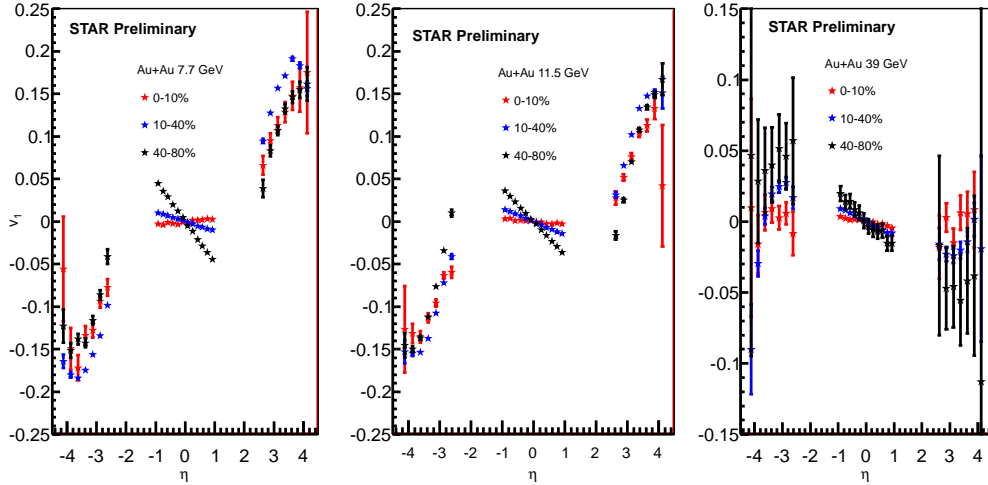 STAR Preliminary
Au+Au 7.7 GeV
0-10%
10-40%
40-80%
v1
0.25
0.2
0.15
0.1
0.05
0
-0.05
-0.1
-0.15
-0.2
-0.25
-4 -3 -2 -1 0 1 2 3 4
η
STAR Preliminary
Au+Au 11.5 GeV
0-10%
10-40%
40-80%
0.25
0.2
0.15
0.1
0.05
0
-0.05
-0.1
-0.15
-0.2
-0.25
-4 -3 -2 -1 0 1 2 3 4
η
STAR Preliminary
Au+Au 39 GeV
0-10%
10-40%
40-80%
0.15
0.1
0.05
0
-0.05
-0.1
-0.15
-4 -3 -2 -1 0 1 2 3 4
η